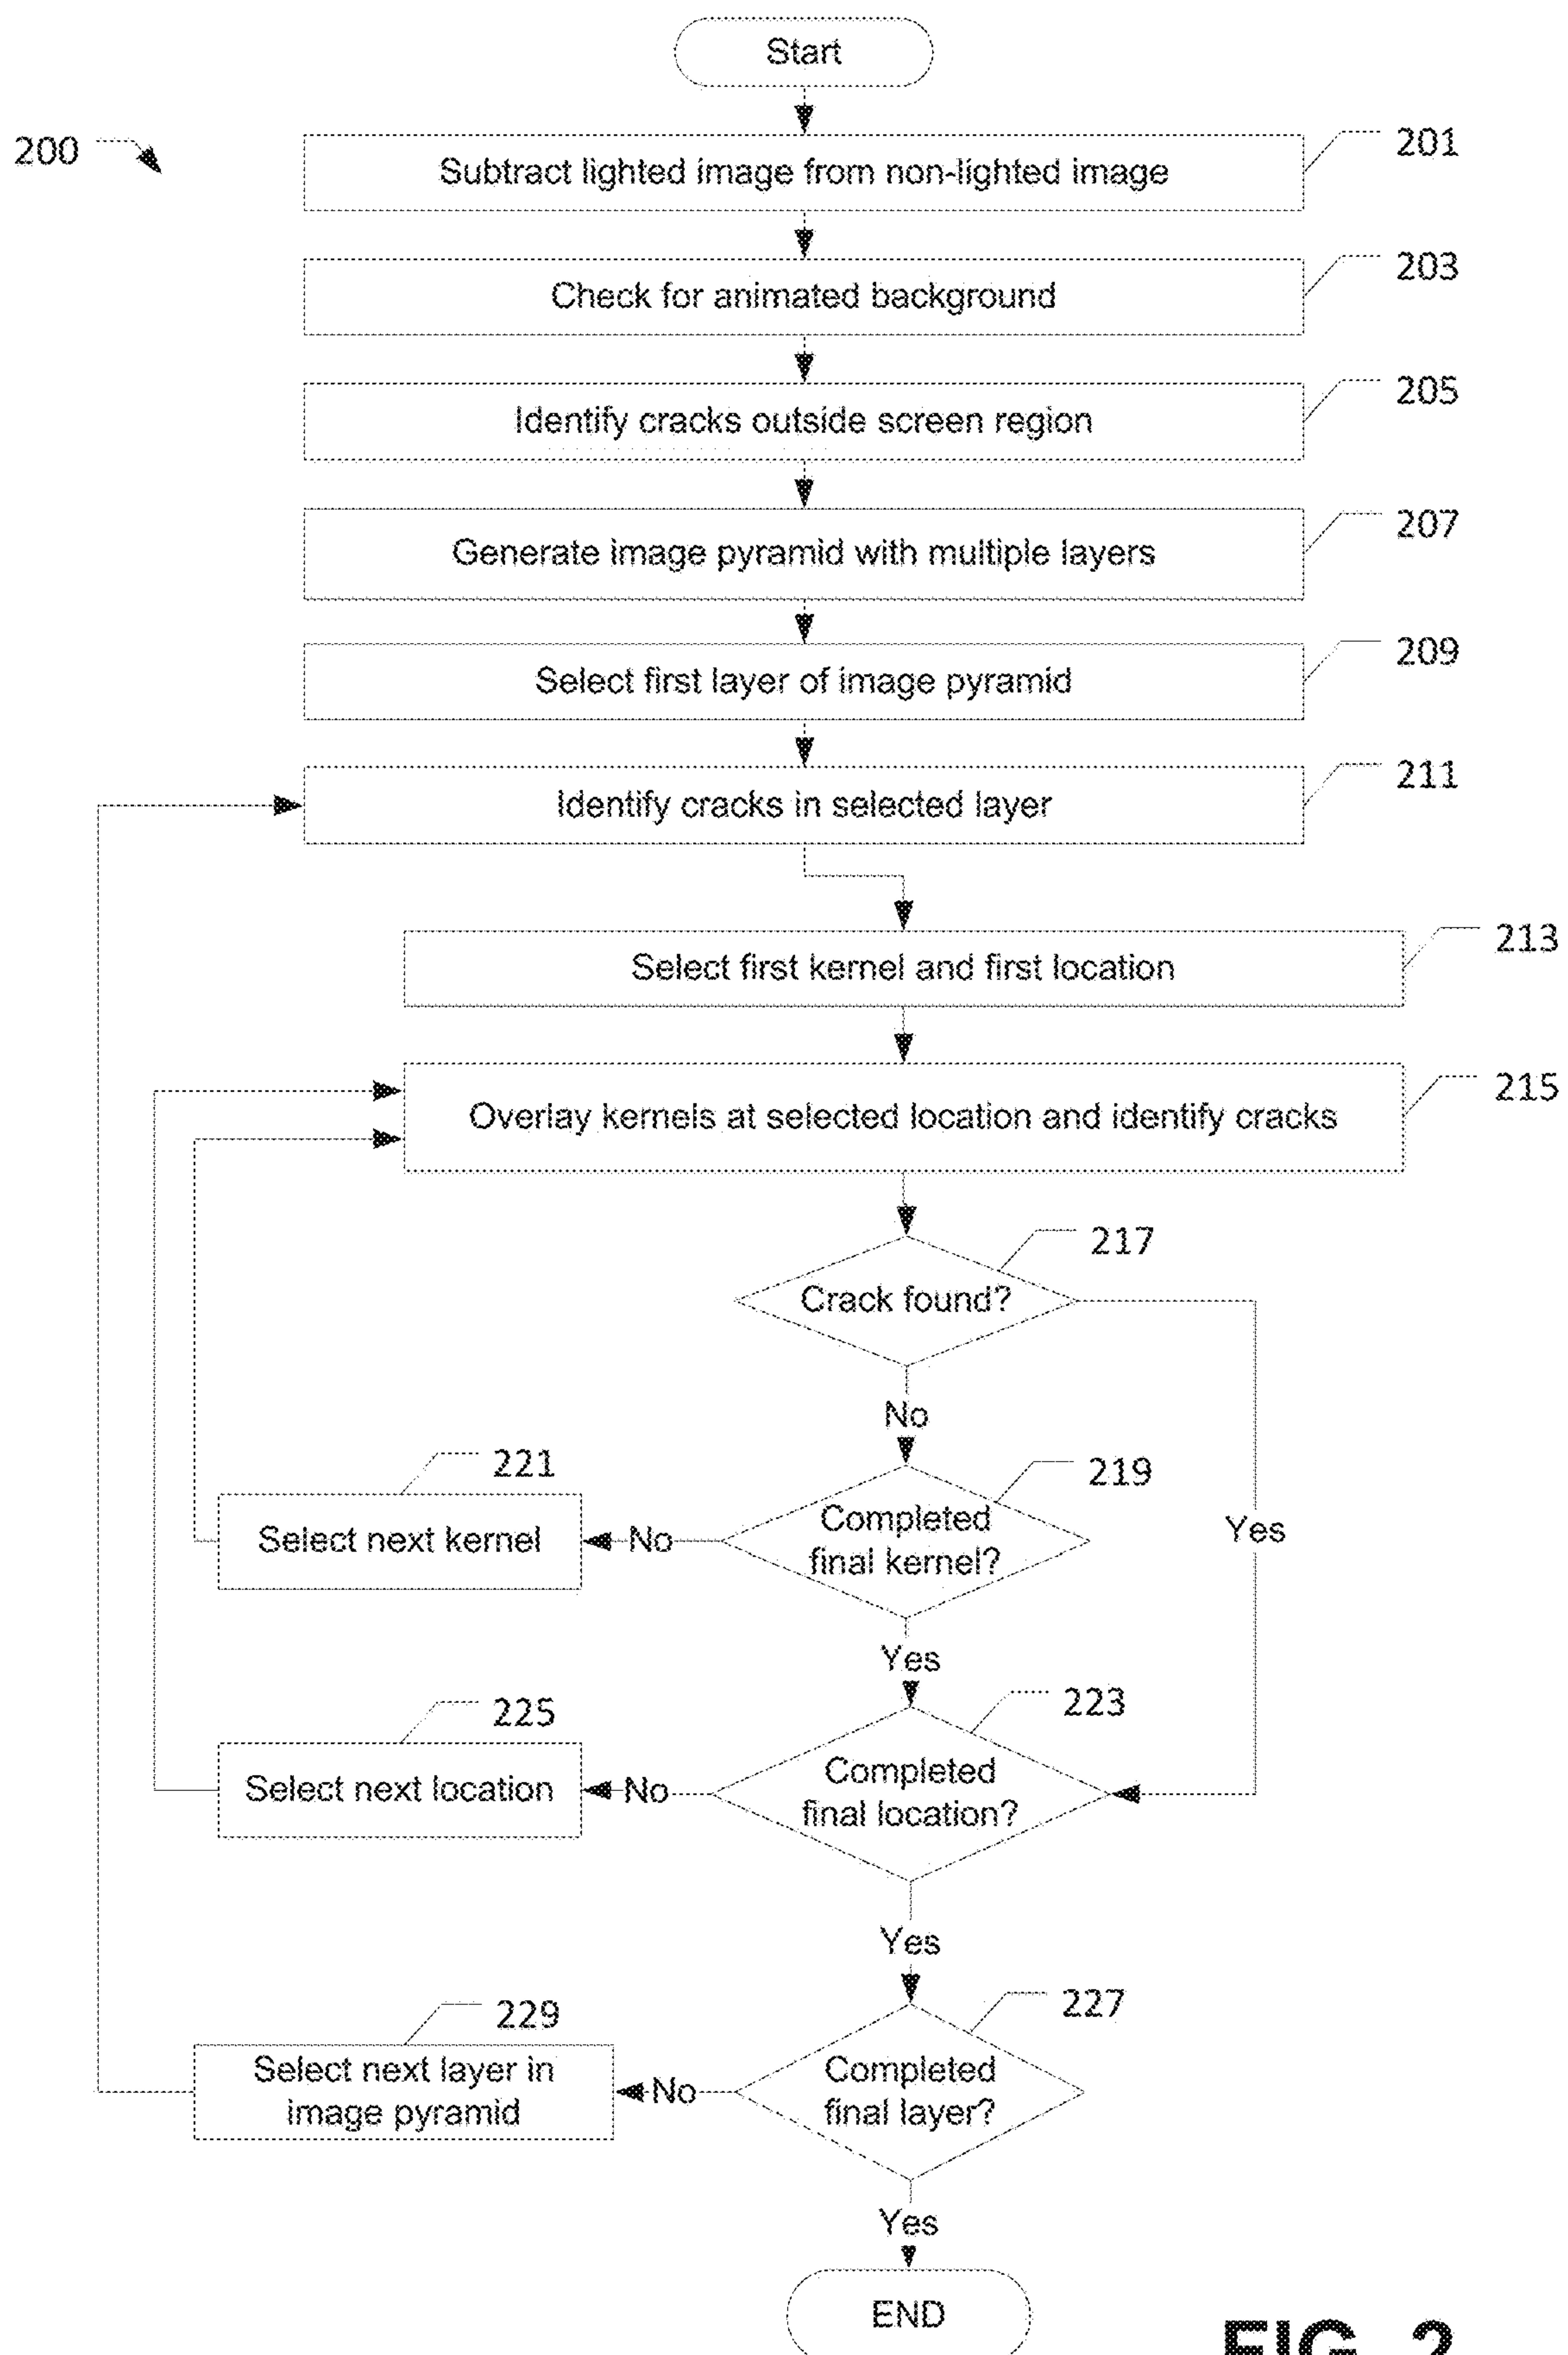 Start
200
201
Subtract lighted image from non-lighted image
203
Check for animated background
205
Identify cracks outside screen region
207
Generate image pyramid with multiple layers
209
Select first layer of image pyramid
211
Identify cracks in selected layer
213
Select first kernel and first location
215
Overlay kernels at selected location and identify cracks
217
Crack found?
No
221
219
Select next kernel
No
Completed
final kernel?
Yes
Yes
225
223
Select next location
No
Completed
final location?
Yes
229
227
Select next layer in
image pyramid
No
Completed
final layer?
Yes
END
FIG. 2